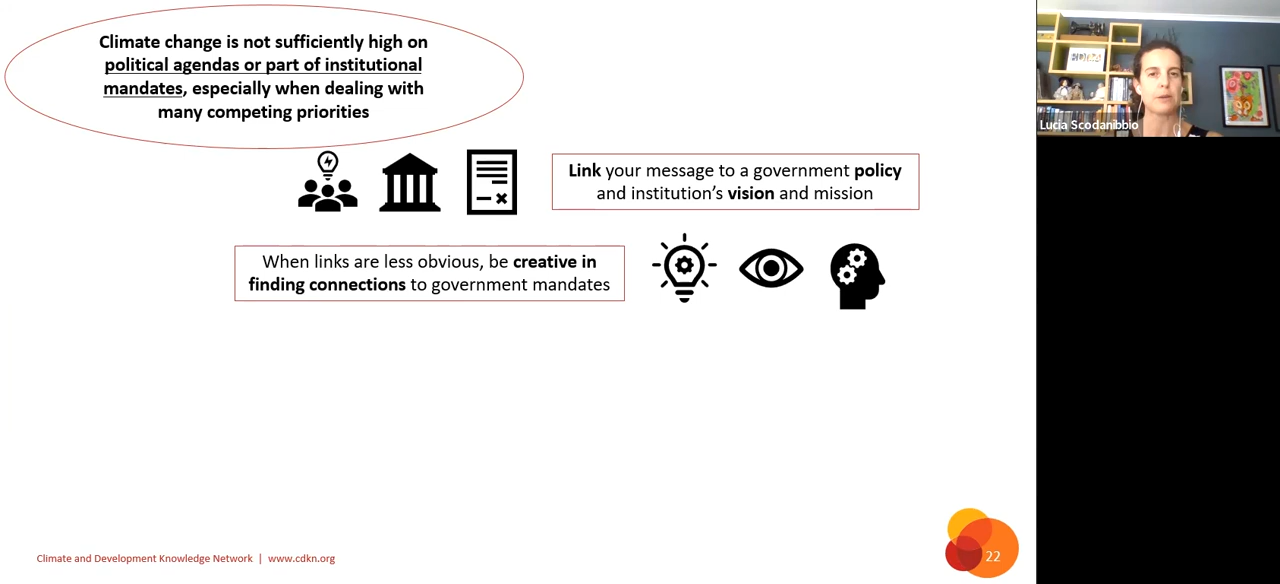 Climate change is not sufficiently high on
political agendas or part of institutional
mandates, especially when dealing with
many competing priorities
Link your message to a government policy
and institution's vision and mission
When links are less obvious, be creative in
finding connections to government mandates
Climate and Development Knowledge Network | www.cdkn.org
22
Lucia Scodanibbio